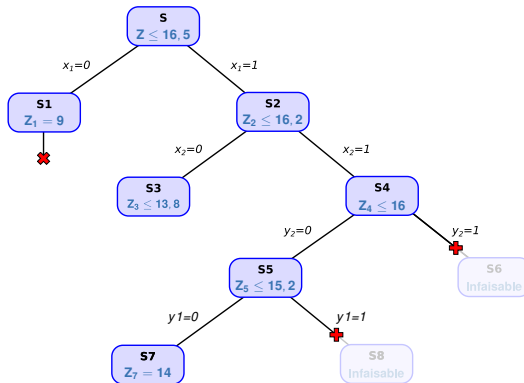 S
Z ≤ 16,5
x₁=0
x₁=1
S1
Z₁ = 9
S2
Z₂ ≤ 16,2
x₂=0
x₂=1
S3
Z₃ ≤ 13,8
S4
Z₄ ≤ 16
y₂=0
y₂=1
S5
Z₅ ≤ 15,2
S6
Infaisable
y1=0
y1=1
S7
Z₇ = 14
S8
Infaisable